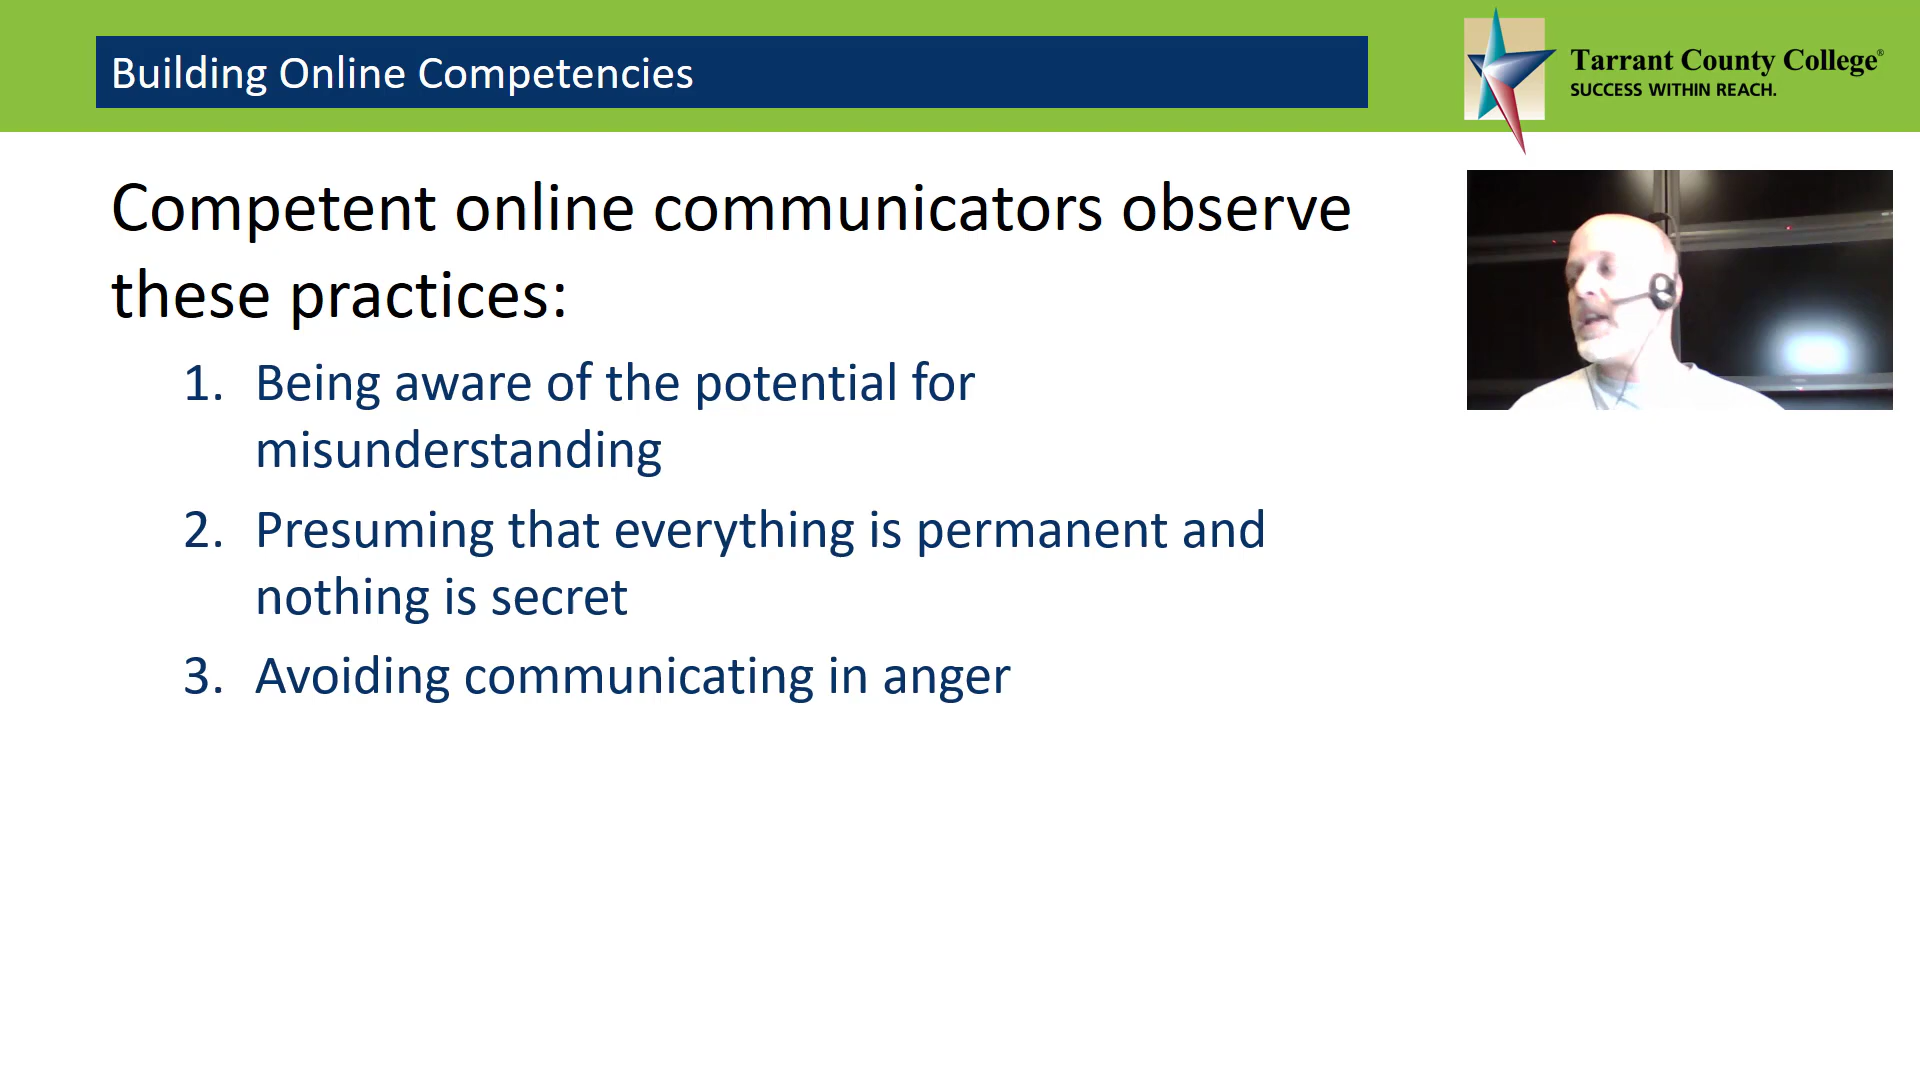 Building Online Competencies
Tarrant County College®
SUCCESS WITHIN REACH.
Competent online communicators observe
these practices:
1. Being aware of the potential for
misunderstanding
2. Presuming that everything is permanent and
nothing is secret
3. Avoiding communicating in anger